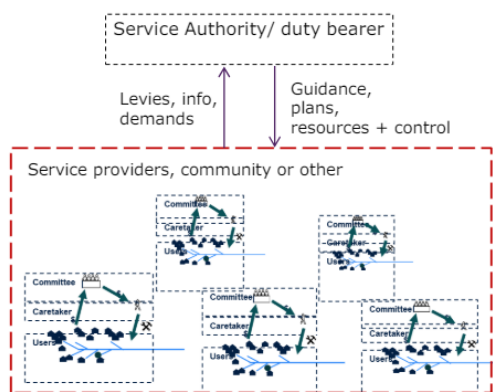 Service Authority/ duty bearer
Levies, info,
demands
Guidance,
plans,
resources + control
Service providers, community or other
Committee
Caretaker
Users
Committee
Caretaker
Users
Committee
Caretaker
Users
Committee
Caretaker
Users
Committee
Caretaker
Users